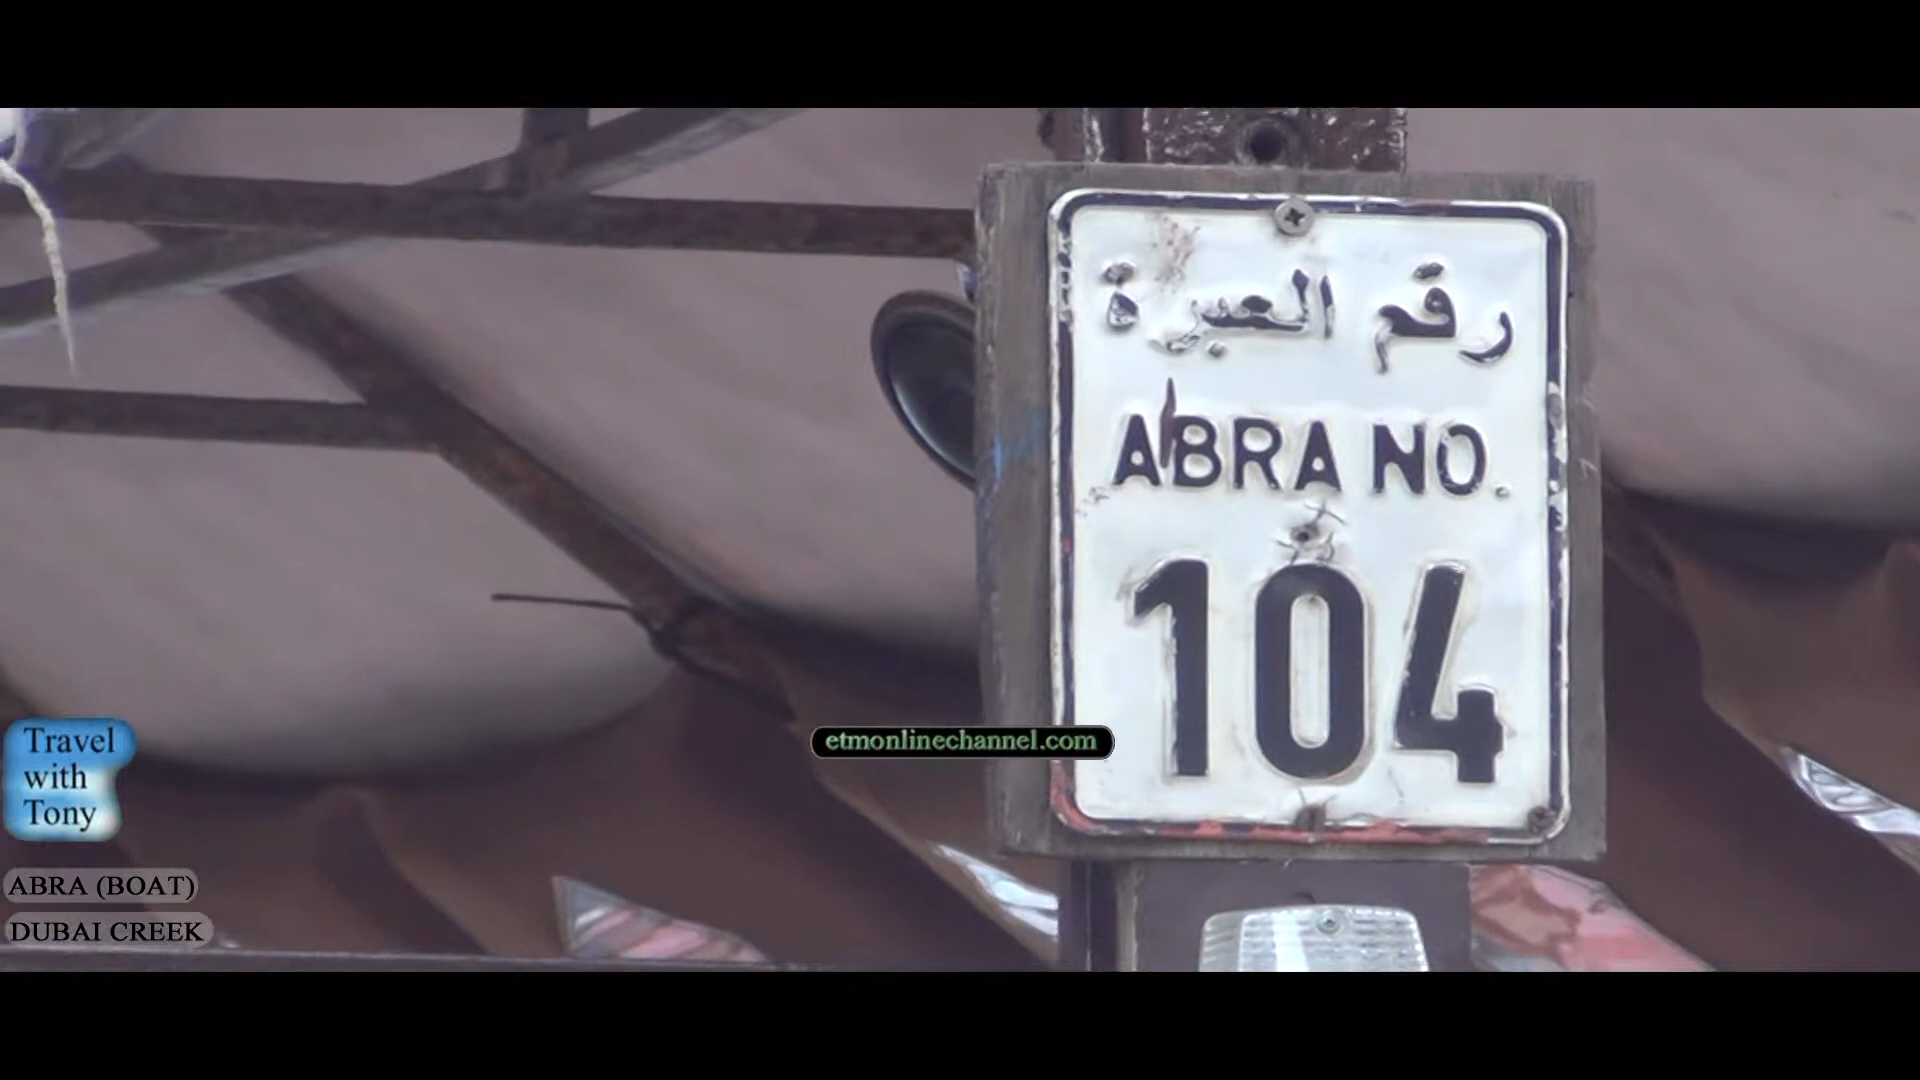 رقم العبرة
ABRA NO.
104
etmonlinechannel.com
Travel
with
Tony
ABRA (BOAT)
DUBAI CREEK